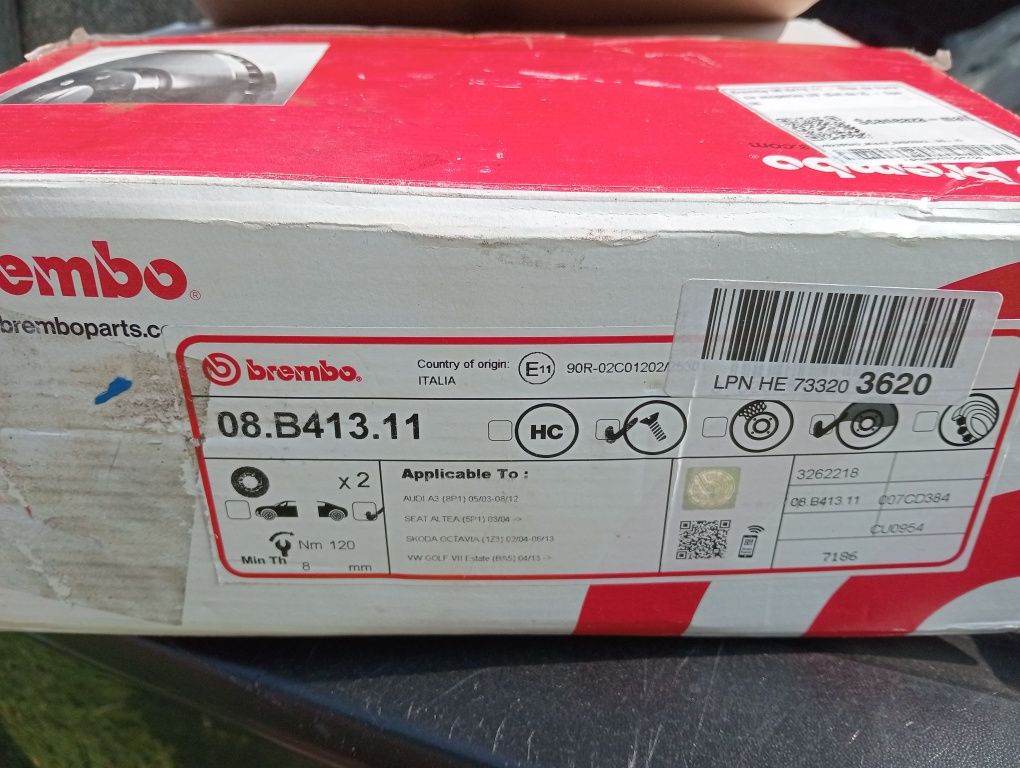 brembo
embo®
bremboparts.c
brembo®
Country of origin:
ITALIA
E11
90R-02C01202/
LPN HE 73320 3620
08.B413.11
HC
x 2
Applicable To :
AUDI A3 (8P1) 05/03-08/12
SEAT ALTEA (5P1) 03/04 ->
SKODA OCTAVIA (1Z3) 02/04-06/13
VW GOLF VII Estate (BA5) 04/13 ->
Nm 120
Min Th 8 mm
3262218
08.B413.11 007CD384
CU0954
7186